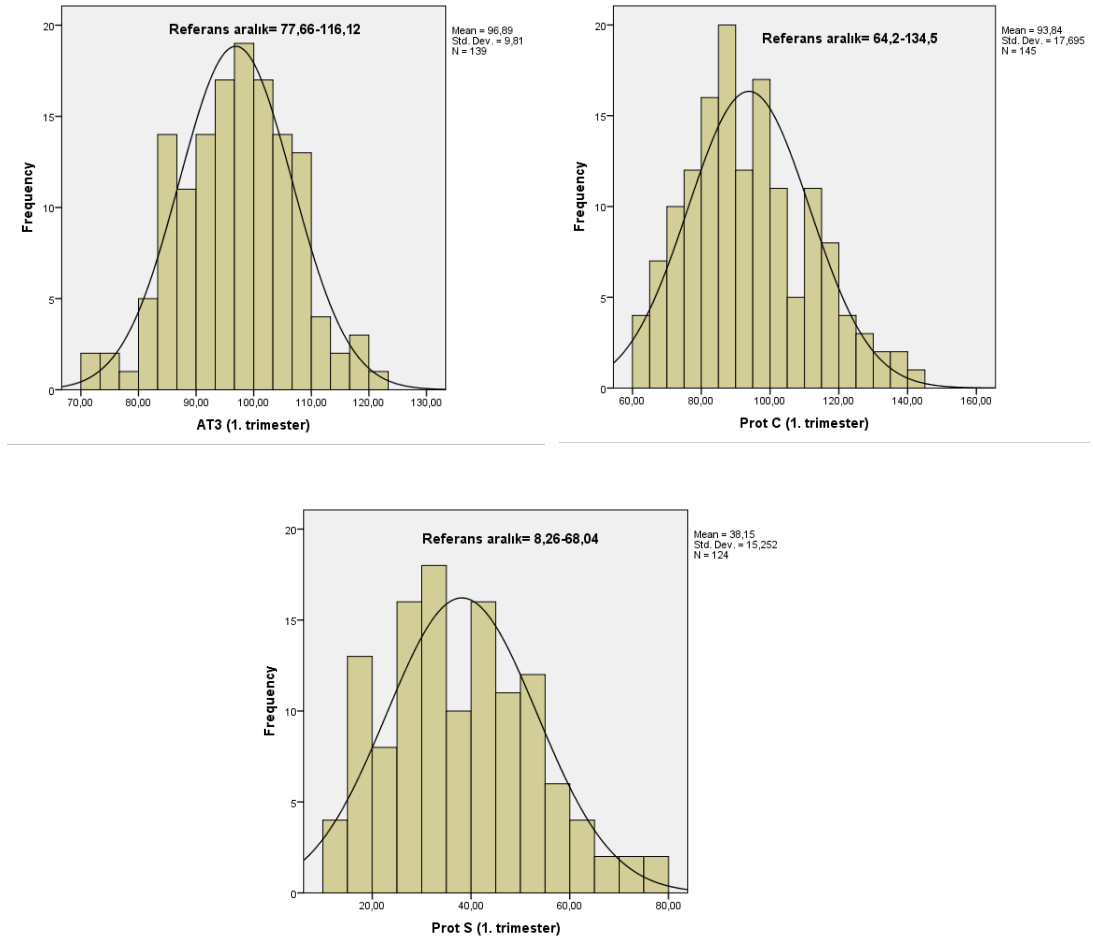 Referans aralık= 77,66-116,12
Mean = 96,89
Std. Dev. = 9,81
N = 139
20
15
10
5
0
Frequency
70,00 80,00 90,00 100,00 110,00 120,00 130,00
AT3 (1. trimester)
Referans aralık= 64,2-134,5
Mean = 93,84
Std. Dev. = 17,695
N = 145
20
15
10
5
0
Frequency
60,00 80,00 100,00 120,00 140,00 160,00
Prot C (1. trimester)
Referans aralık= 8,26-68,04
Mean = 38,15
Std. Dev. = 15,252
N = 124
20
15
10
5
0
Frequency
20,00 40,00 60,00 80,00
Prot S (1. trimester)